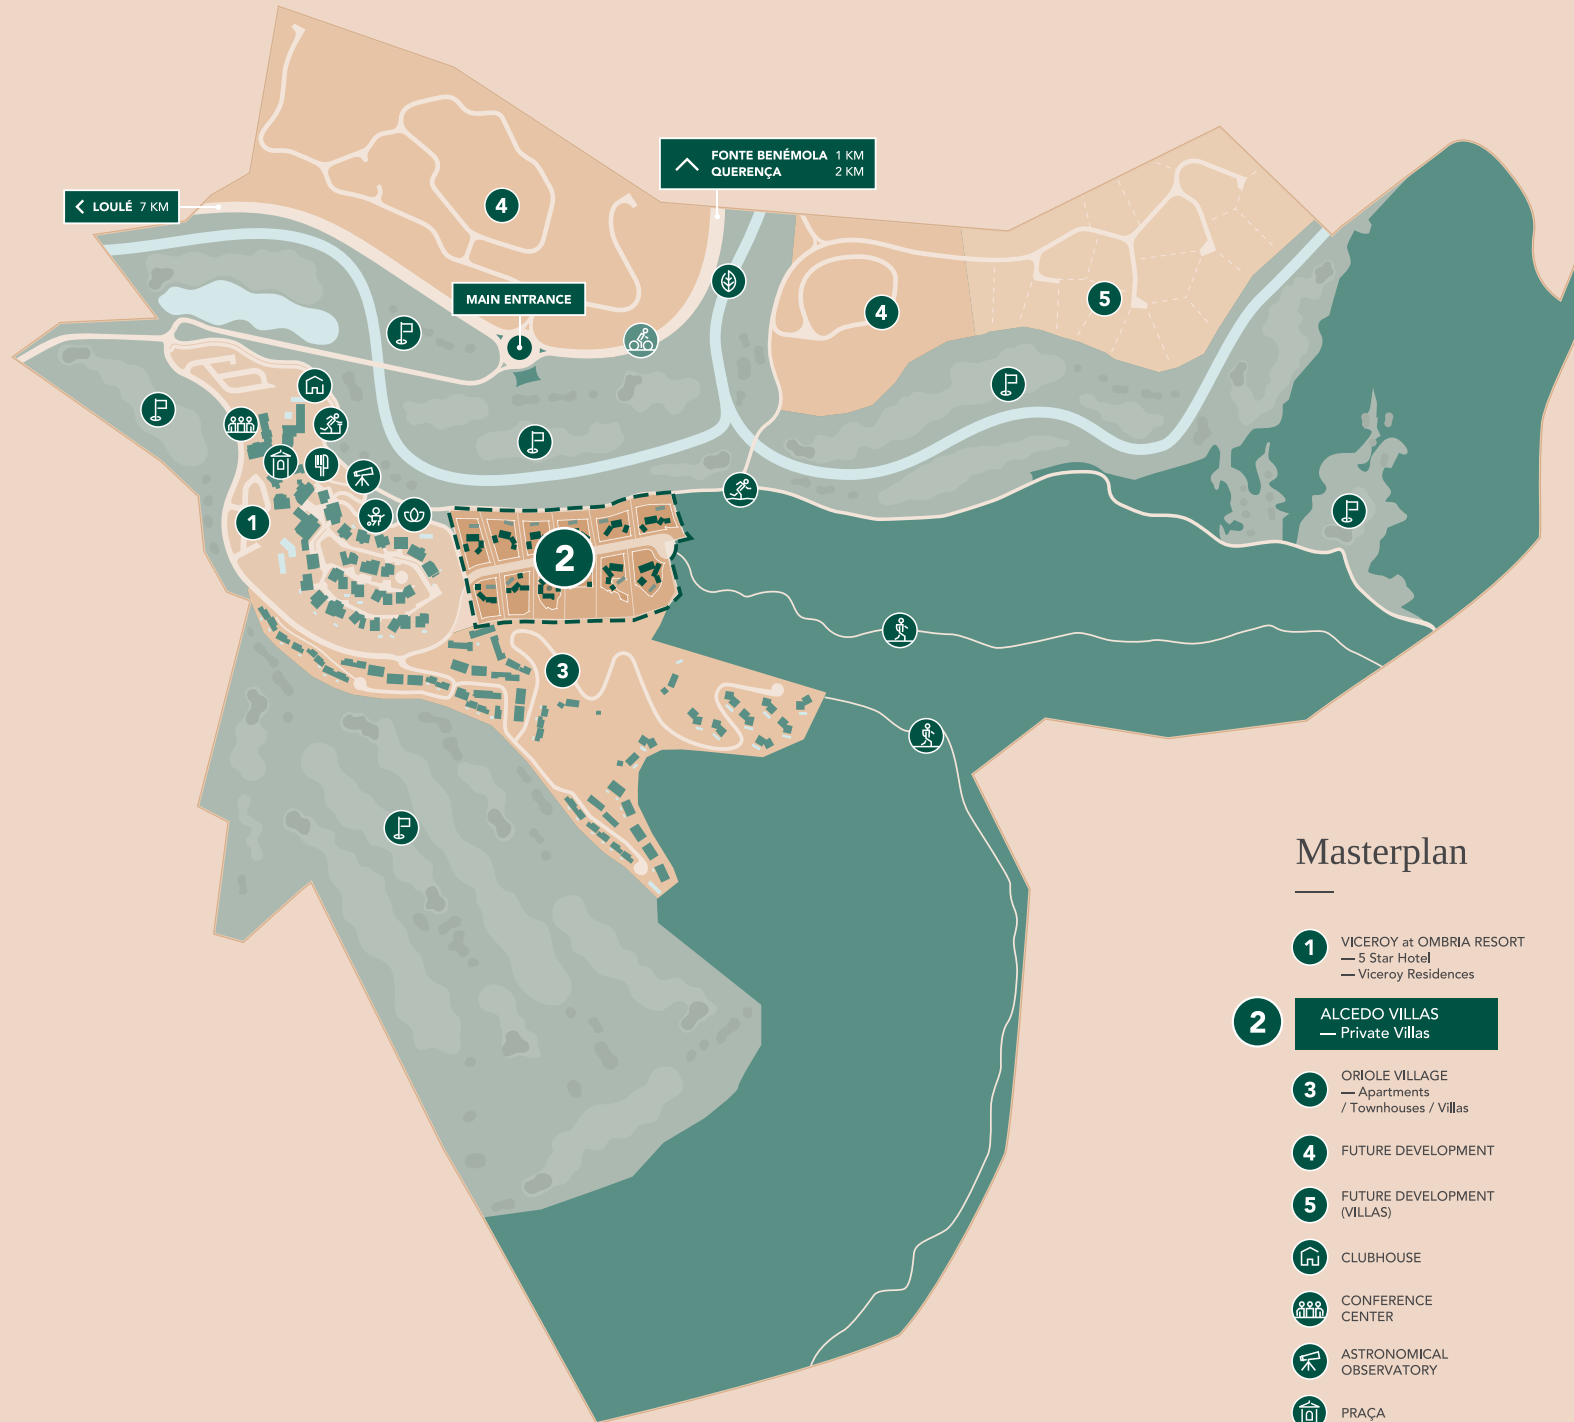 FONTE BENÉMOLA 1 KM
QUERENÇA 2 KM
LOULÉ 7 KM
4
MAIN ENTRANCE
4
5
1
2
3
Masterplan
1 VICEROY at OMBRIA RESORT
— 5 Star Hotel
— Viceroy Residences
2 ALCEDO VILLAS
— Private Villas
3 ORIOLE VILLAGE
— Apartments
/ Townhouses / Villas
4 FUTURE DEVELOPMENT
5 FUTURE DEVELOPMENT
(VILLAS)
CLUBHOUSE
CONFERENCE
CENTER
ASTRONOMICAL
OBSERVATORY
PRAÇA